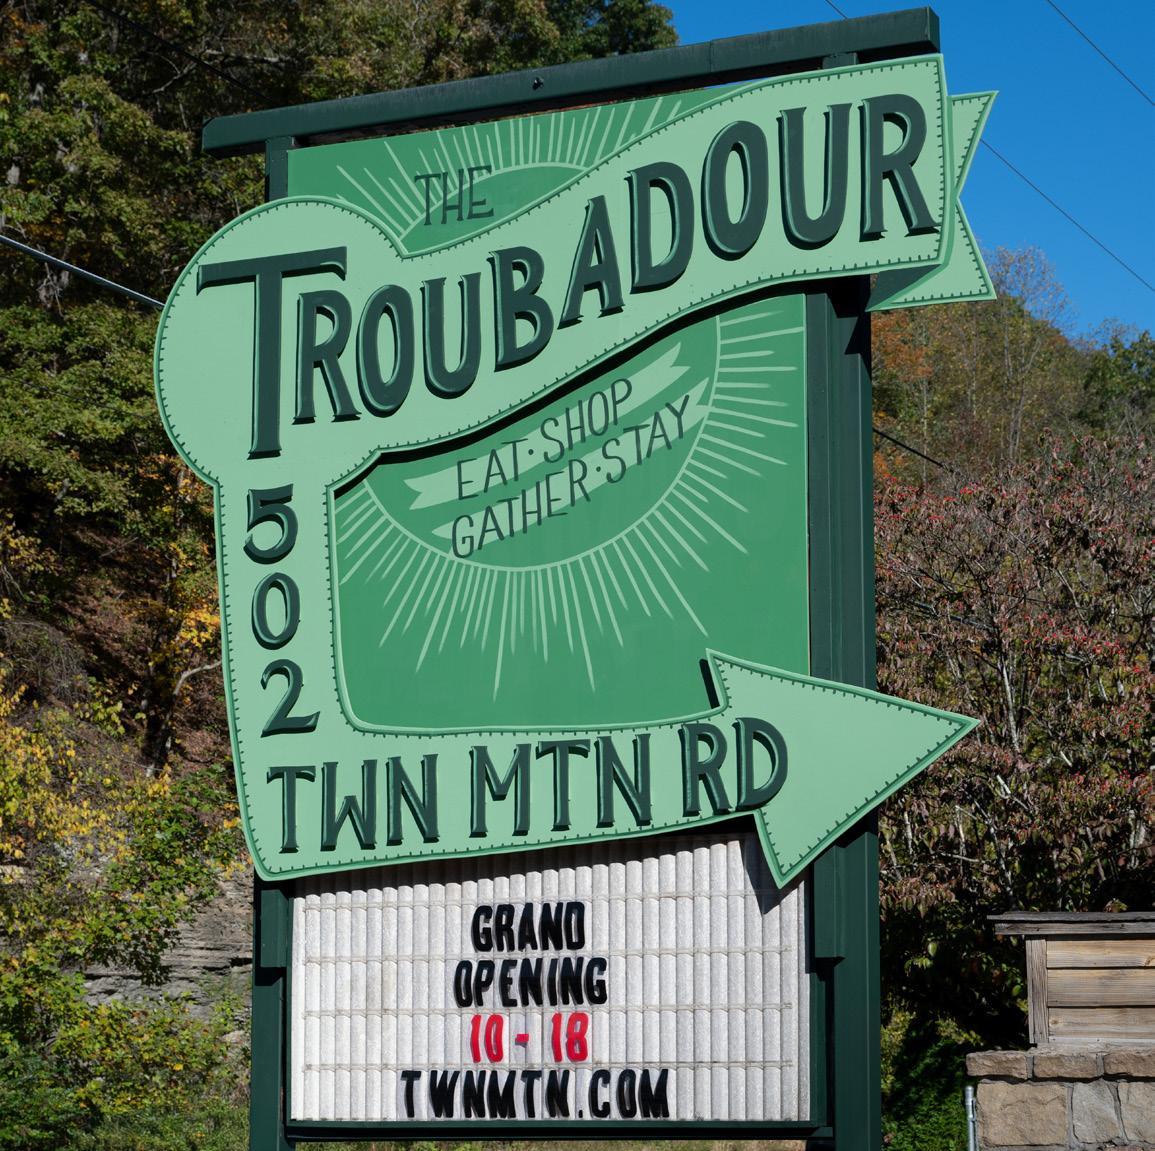 THE
TROUBADOUR
EAT·SHOP
GATHER·STAY
502
TWN MTN RD
GRAND
OPENING
10-18
TWNMTN.COM